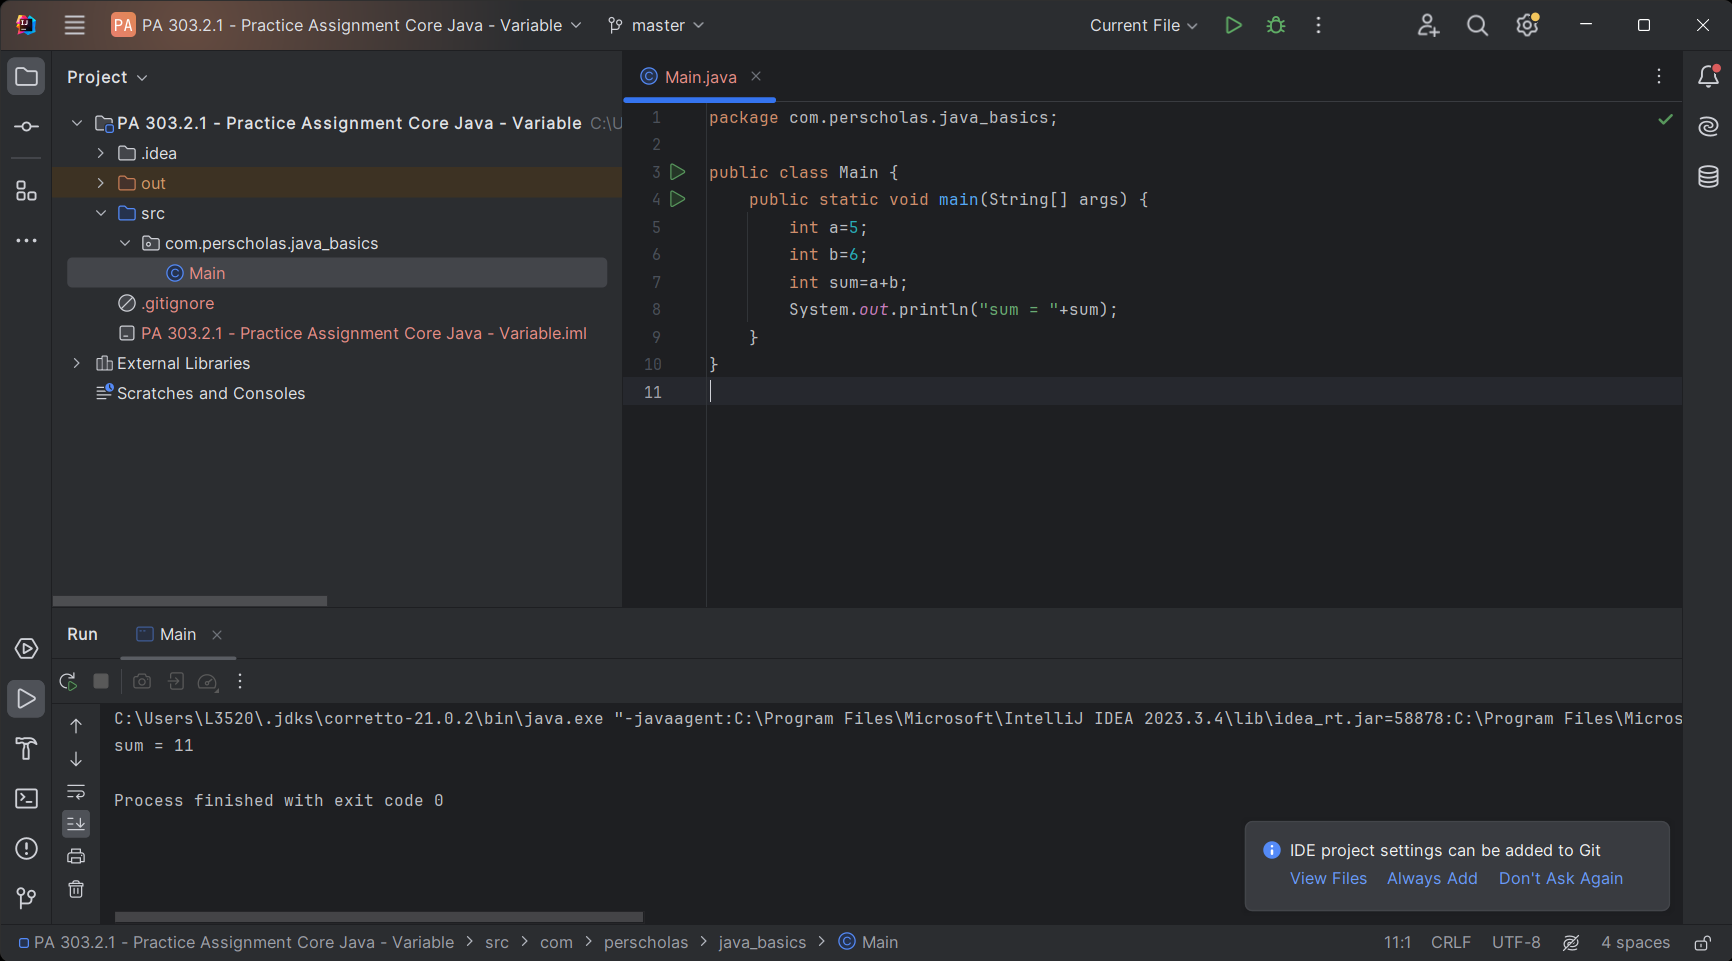 PA PA 303.2.1 - Practice Assignment Core Java - Variable master Current File
Project
PA 303.2.1 - Practice Assignment Core Java - Variable C:\U
.idea
out
src
com.perscholas.java_basics
Main
.gitignore
PA 303.2.1 - Practice Assignment Core Java - Variable.iml
External Libraries
Scratches and Consoles
Main.java
1 package com.perscholas.java_basics;
2
3 public class Main {
4 public static void main(String[] args) {
5 int a=5;
6 int b=6;
7 int sum=a+b;
8 System.out.println("sum = "+sum);
9 }
10 }
11
Run Main
C:\Users\L3520\.jdks\corretto-21.0.2\bin\java.exe "-javaagent:C:\Program Files\Microsoft\IntelliJ IDEA 2023.3.4\lib\idea_rt.jar=58878:C:\Program Files\Micros
sum = 11
Process finished with exit code 0
IDE project settings can be added to Git
View Files Always Add Don't Ask Again
PA 303.2.1 - Practice Assignment Core Java - Variable > src > com > perscholas > java_basics > Main 11:1 CRLF UTF-8 4 spaces